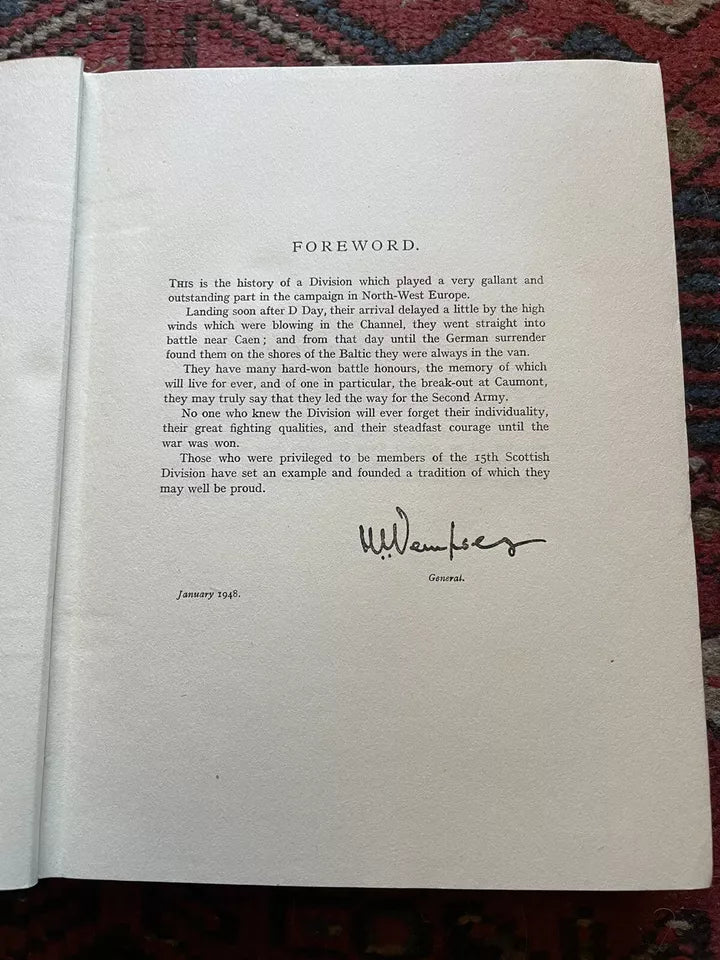 FOREWORD.
THIS is the history of a Division which played a very gallant and
outstanding part in the campaign in North-West Europe.
Landing soon after D Day, their arrival delayed a little by the high
winds which were blowing in the Channel, they went straight into
battle near Caen; and from that day until the German surrender
found them on the shores of the Baltic they were always in the van.
They have many hard-won battle honours, the memory of which
will live for ever, and of one in particular, the break-out at Caumont,
they may truly say that they led the way for the Second Army.
No one who knew the Division will ever forget their individuality,
their great fighting qualities, and their steadfast courage until the
war was won.
Those who were privileged to be members of the 15th Scottish
Division have set an example and founded a tradition of which they
may well be proud.
M.Dempsey
General.
January 1948.